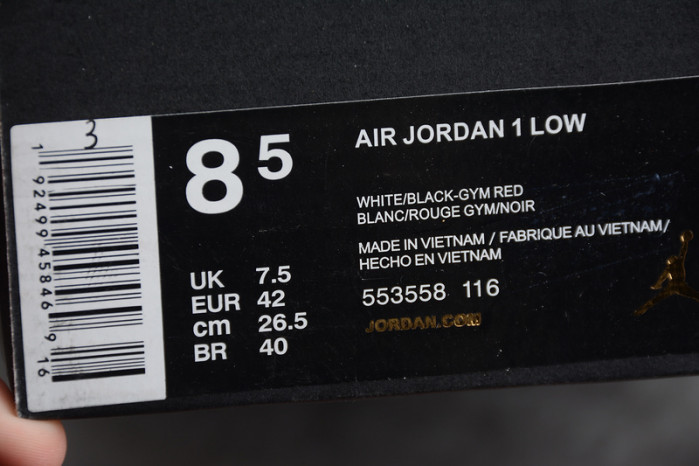 3
1 92499 45846 9 16
8 5
AIR JORDAN 1 LOW
WHITE/BLACK-GYM RED
BLANC/ROUGE GYM/NOIR
MADE IN VIETNAM / FABRIQUE AU VIETNAM/
HECHO EN VIETNAM
553558 116
JORDAN.COM
UK 7.5
EUR 42
cm 26.5
BR 40